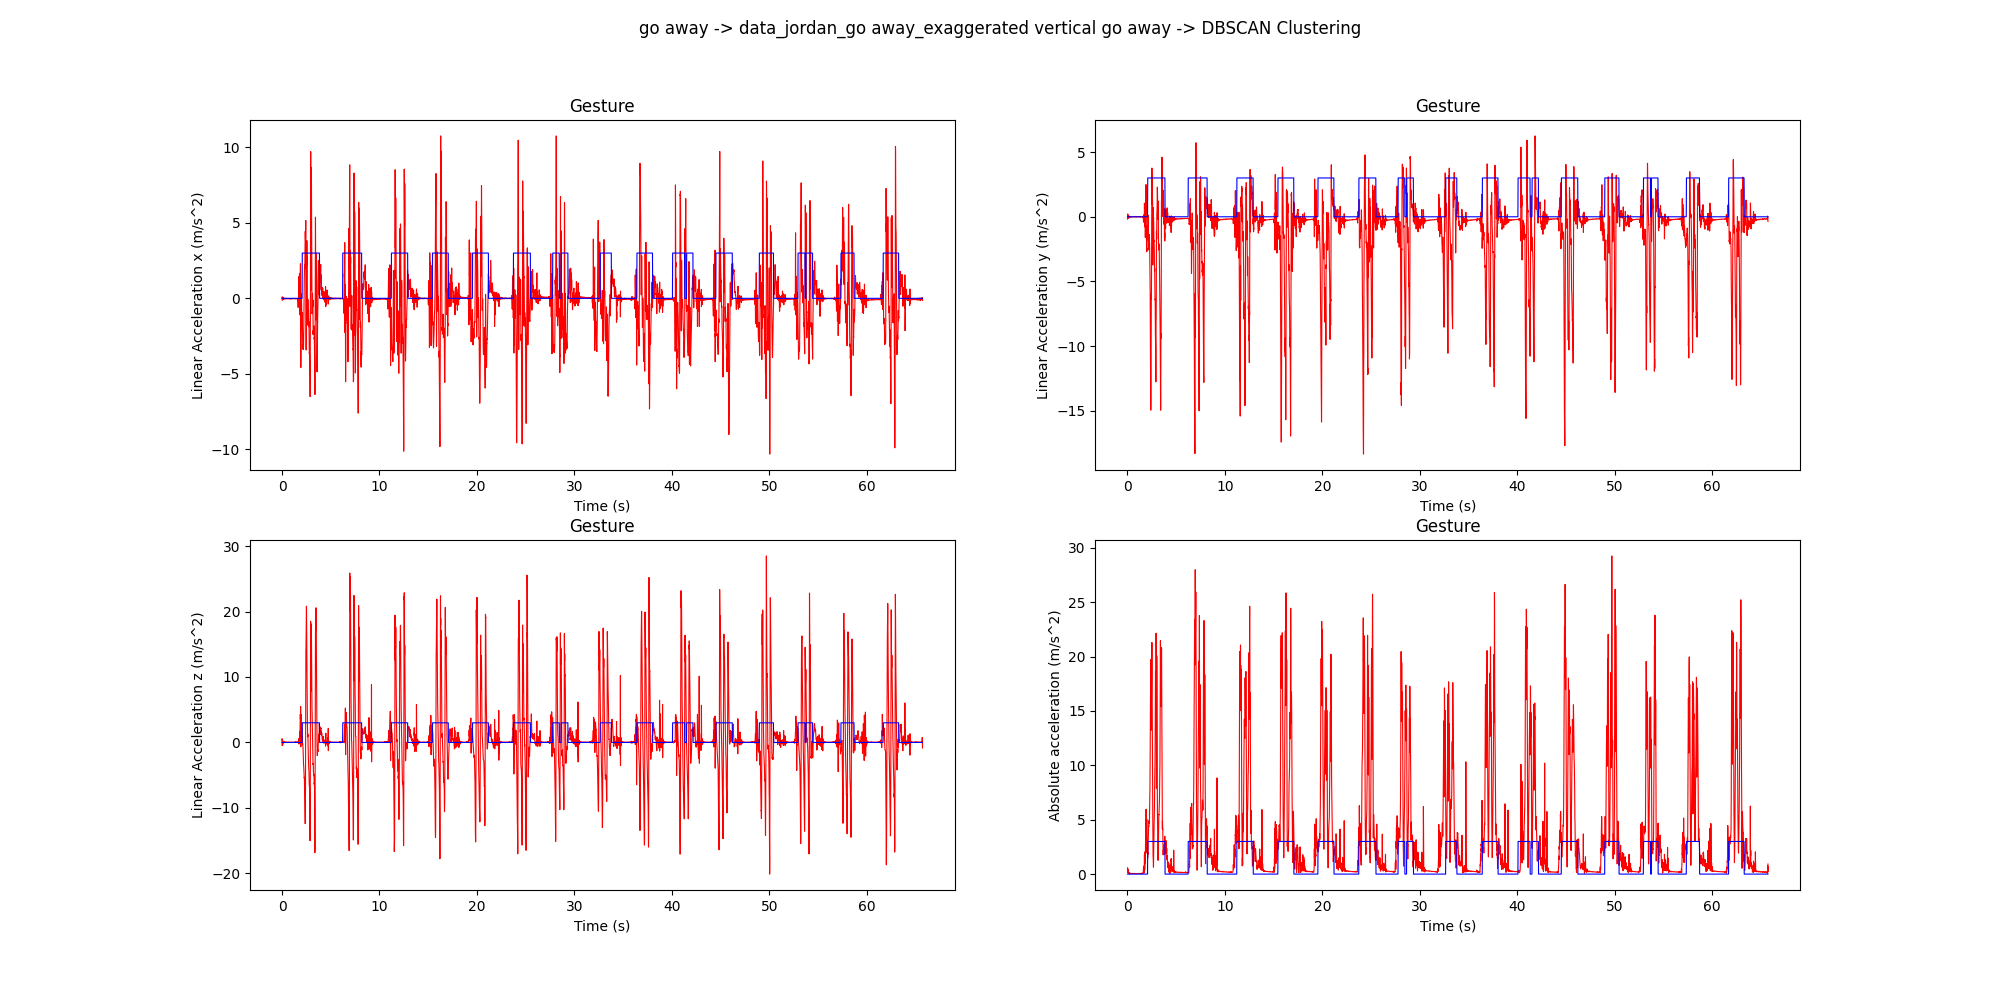 go away -> data_jordan_go away_exaggerated vertical go away -> DBSCAN Clustering
Gesture
Linear Acceleration x (m/s^2)
10
5
0
−5
−10
0 10 20 30 40 50 60
Time (s)
Gesture
Linear Acceleration y (m/s^2)
5
0
−5
−10
−15
0 10 20 30 40 50 60
Time (s)
Gesture
Linear Acceleration z (m/s^2)
30
20
10
0
−10
−20
0 10 20 30 40 50 60
Time (s)
Gesture
Absolute acceleration (m/s^2)
30
25
20
15
10
5
0
0 10 20 30 40 50 60
Time (s)